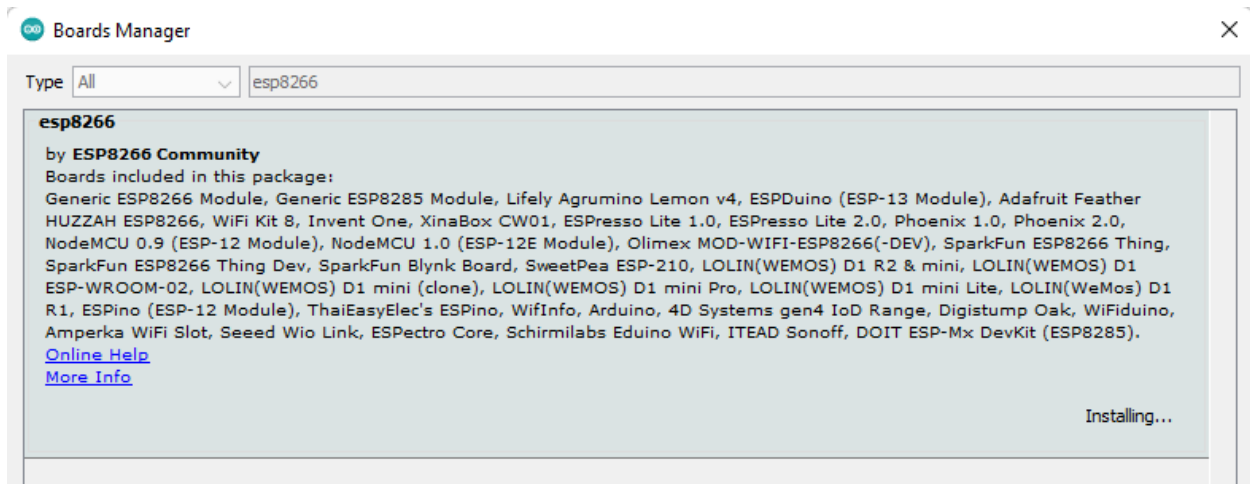 Boards Manager
Type All esp8266
esp8266
by ESP8266 Community
Boards included in this package:
Generic ESP8266 Module, Generic ESP8285 Module, Lifely Agrumino Lemon v4, ESPDuino (ESP-13 Module), Adafruit Feather
HUZZAH ESP8266, WiFi Kit 8, Invent One, XinaBox CW01, ESPresso Lite 1.0, ESPresso Lite 2.0, Phoenix 1.0, Phoenix 2.0,
NodeMCU 0.9 (ESP-12 Module), NodeMCU 1.0 (ESP-12E Module), Olimex MOD-WIFI-ESP8266(-DEV), SparkFun ESP8266 Thing,
SparkFun ESP8266 Thing Dev, SparkFun Blynk Board, SweetPea ESP-210, LOLIN(WEMOS) D1 R2 & mini, LOLIN(WEMOS) D1
ESP-WROOM-02, LOLIN(WEMOS) D1 mini (clone), LOLIN(WEMOS) D1 mini Pro, LOLIN(WEMOS) D1 mini Lite, LOLIN(WeMos) D1
R1, ESPino (ESP-12 Module), ThaiEasyElec's ESPino, WifInfo, Arduino, 4D Systems gen4 IoD Range, Digistump Oak, WiFiduino,
Amperka WiFi Slot, Seeed Wio Link, ESPectro Core, Schirmilabs Eduino WiFi, ITEAD Sonoff, DOIT ESP-Mx DevKit (ESP8285).
Online Help
More Info
Installing...